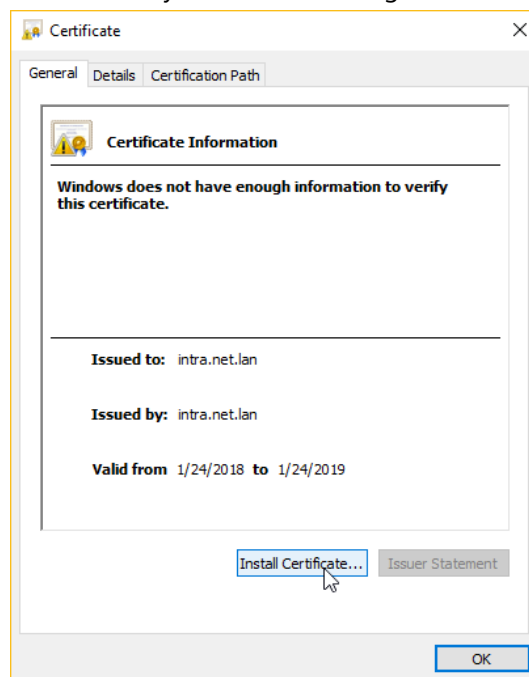 Certificate
General Details Certification Path
Certificate Information
Windows does not have enough information to verify
this certificate.
Issued to: intra.net.lan
Issued by: intra.net.lan
Valid from 1/24/2018 to 1/24/2019
Install Certificate... Issuer Statement
OK